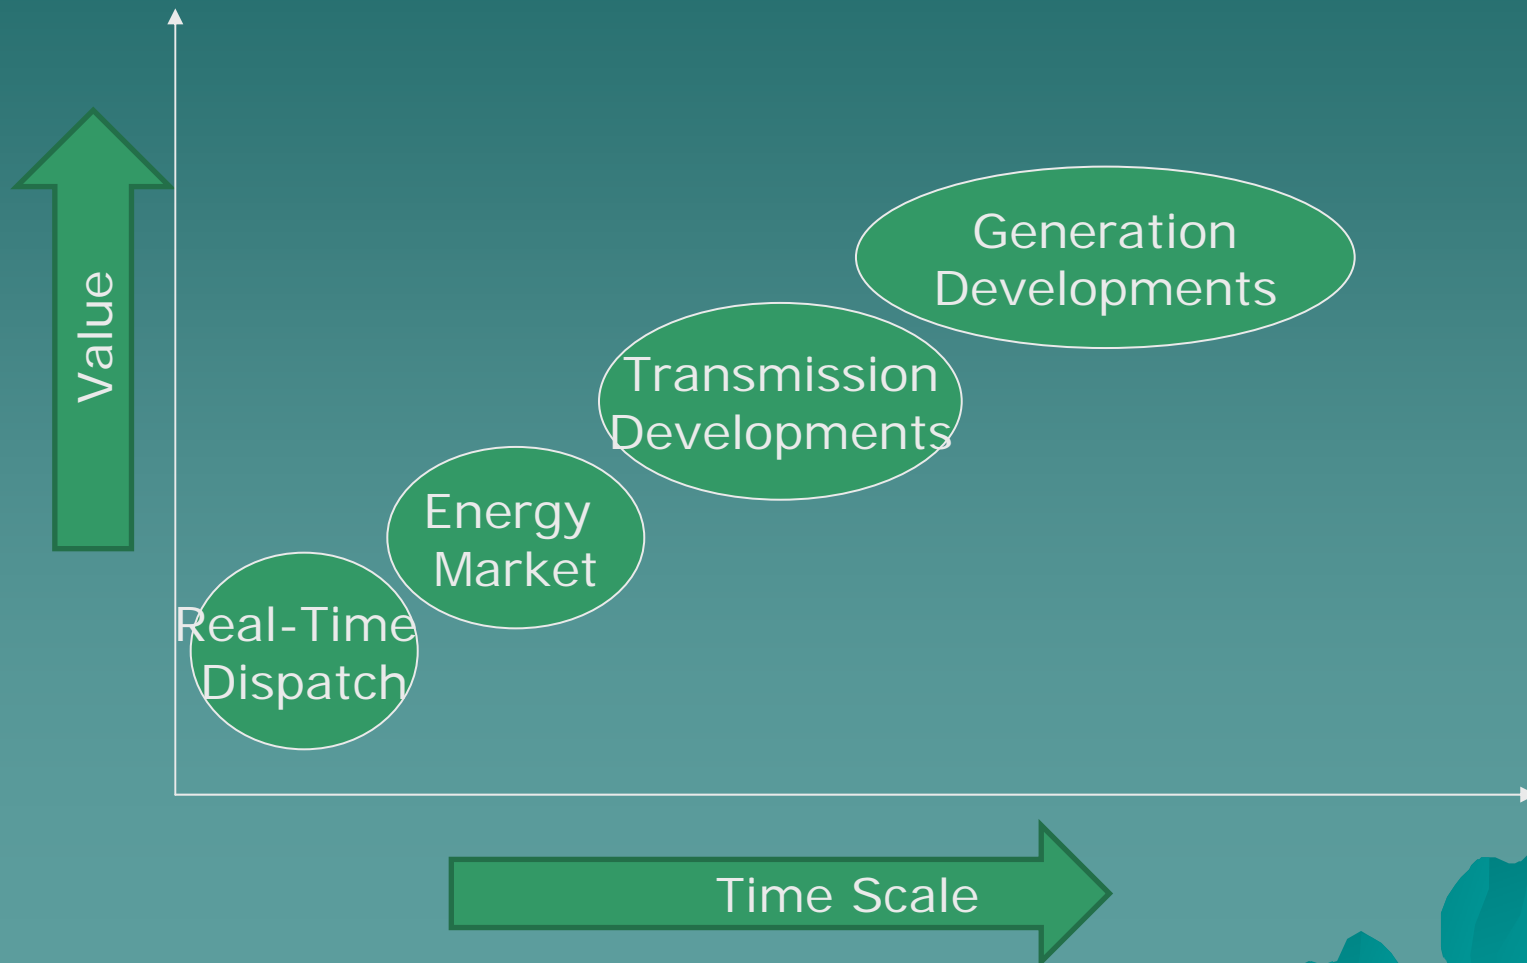 Value
Generation
Developments
Transmission
Developments
Energy
Market
Real-Time
Dispatch
Time Scale